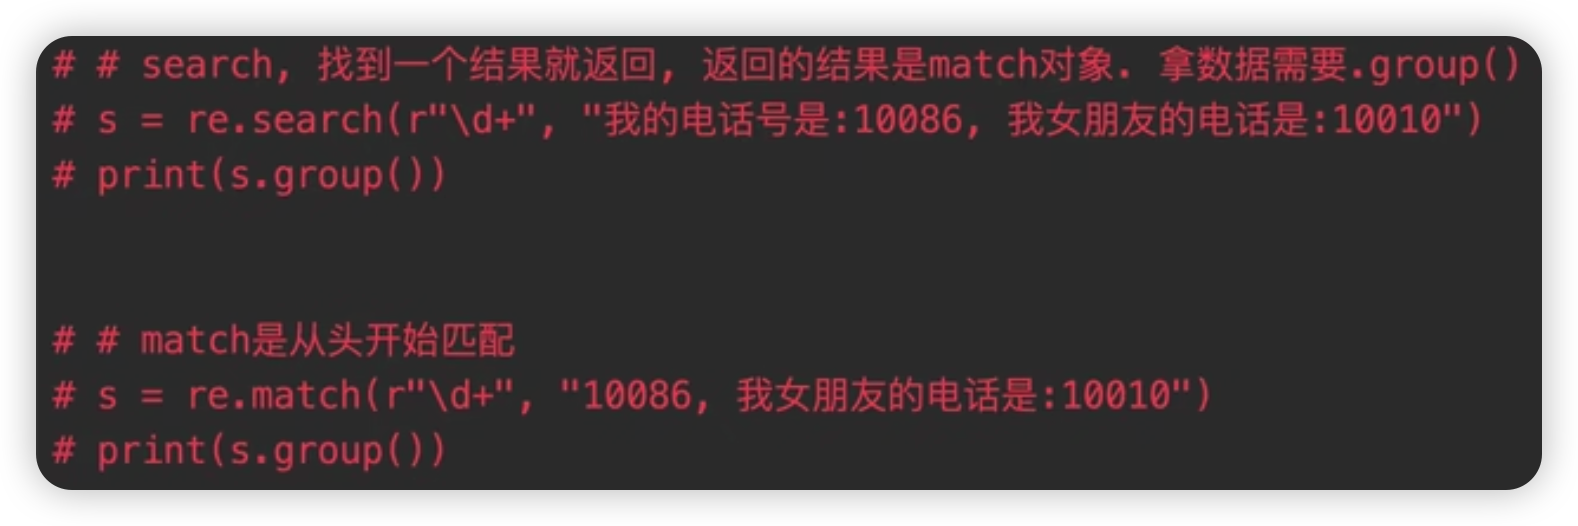 # # search, 找到一个结果就返回, 返回的结果是match对象. 拿数据需要.group()
# s = re.search(r"\d+", "我的电话号是:10086, 我女朋友的电话是:10010")
# print(s.group())
# # match是从头开始匹配
# s = re.match(r"\d+", "10086, 我女朋友的电话是:10010")
# print(s.group())